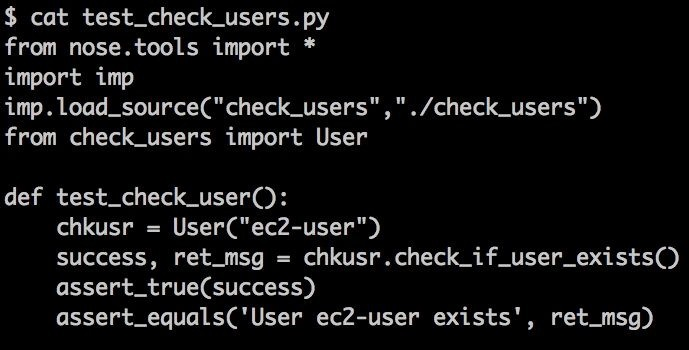 $ cat test_check_users.py
from nose.tools import *
import imp
imp.load_source("check_users","./check_users")
from check_users import User

def test_check_user():
    chkusr = User("ec2-user")
    success, ret_msg = chkusr.check_if_user_exists()
    assert_true(success)
    assert_equals('User ec2-user exists', ret_msg)